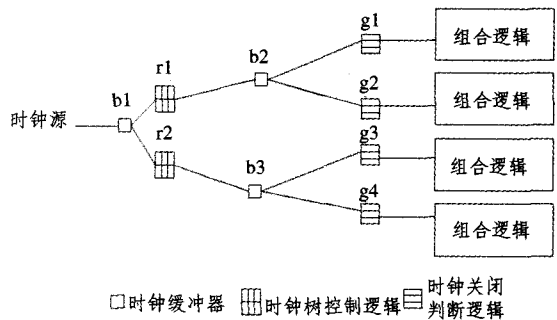 g1
组合逻辑
r1
b2
b1
g2
组合逻辑
时钟源
r2
g3
组合逻辑
b3
g4
组合逻辑
时钟缓冲器
时钟树控制逻辑
时钟关闭
判断逻辑